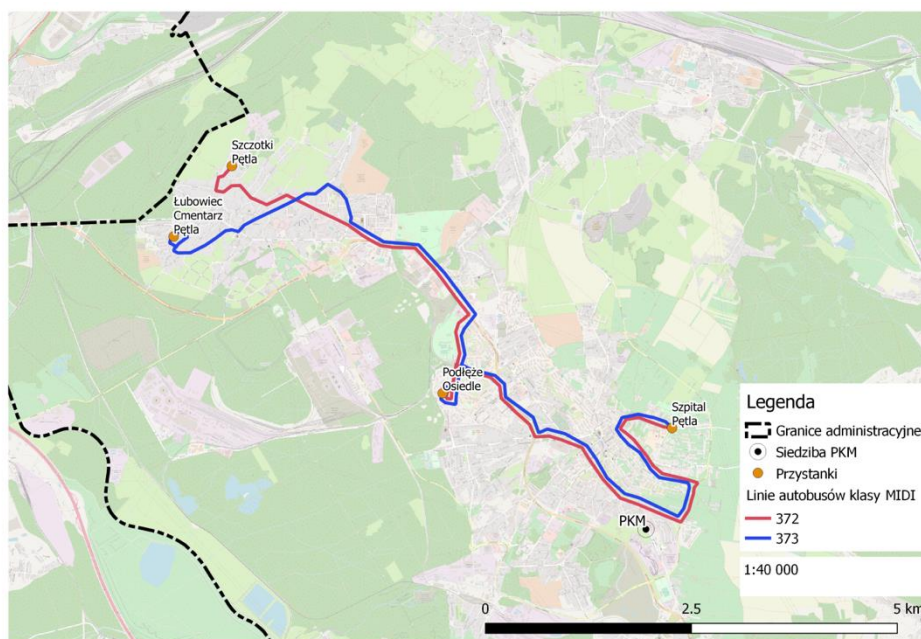 Szczotki
Pętla
Łubowiec
Cmentarz
Pętla
Podłęże
Osiedle
Szpital
Pętla
PKM
Legenda
Granice administracyjne
Siedziba PKM
Przystanki
Linie autobusów klasy MIDI
372
373
1:40 000
0
2.5
5 km